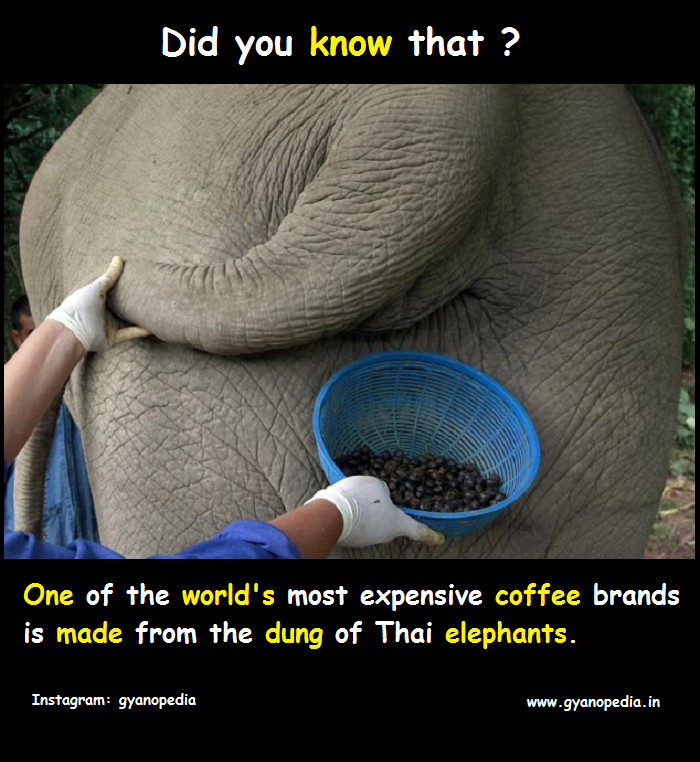 Did you know that ?
One of the world's most expensive coffee brands
is made from the dung of Thai elephants.
Instagram: gyanopedia
www.gyanopedia.in